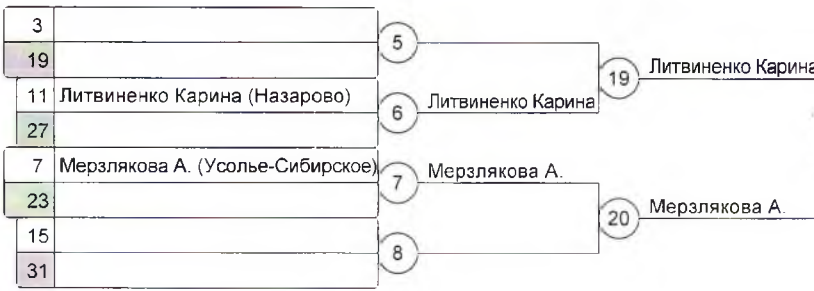 3
19
5
11 Литвиненко Карина (Назарово)
27
6 Литвиненко Карина
19 Литвиненко Карина
7 Мерзлякова А. (Усолье-Сибирское)
23
7 Мерзлякова А.
15
31
8
20 Мерзлякова А.